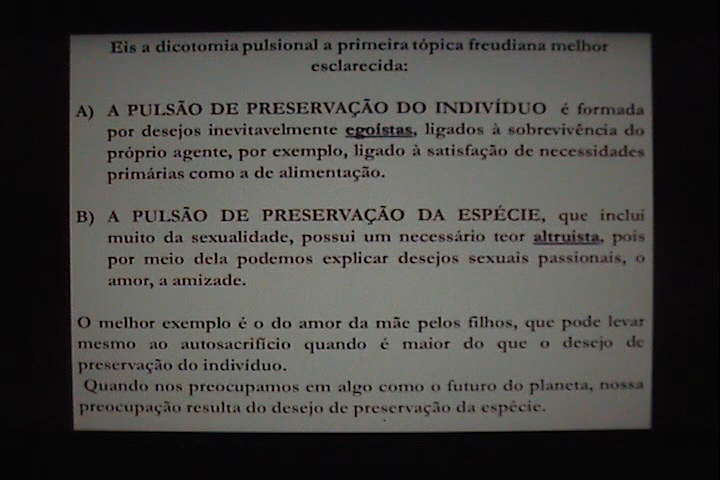 Eis a dicotomia pulsional a primeira tópica freudiana melhor
esclarecida:
A) A PULSÃO DE PRESERVAÇÃO DO INDIVÍDUO é formada
por desejos inevitavelmente egoístas, ligados à sobrevivência do
próprio agente, por exemplo, ligado à satisfação de necessidades
primárias como a de alimentação.
B) A PULSÃO DE PRESERVAÇÃO DA ESPÉCIE, que inclui
muito da sexualidade, possui um necessário teor altruista, pois
por meio dela podemos explicar desejos sexuais passionais, o
amor, a amizade.
O melhor exemplo é o do amor da mãe pelos filhos, que pode levar
mesmo ao autosacrifício quando é maior do que o desejo de
preservação do indivíduo.
Quando nos preocupamos em algo como o futuro do planeta, nossa
preocupação resulta do desejo de preservação da espécie.